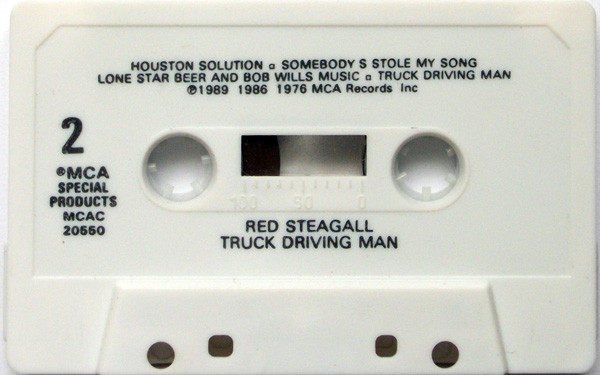 HOUSTON SOLUTION □ SOMEBODY S STOLE MY SONG
LONE STAR BEER AND BOB WILLS MUSIC □ TRUCK DRIVING MAN
℗1989 1986 1976 MCA Records Inc
2
®MCA
SPECIAL
PRODUCTS
MCAC
20550
100 50 0
RED STEAGALL
TRUCK DRIVING MAN